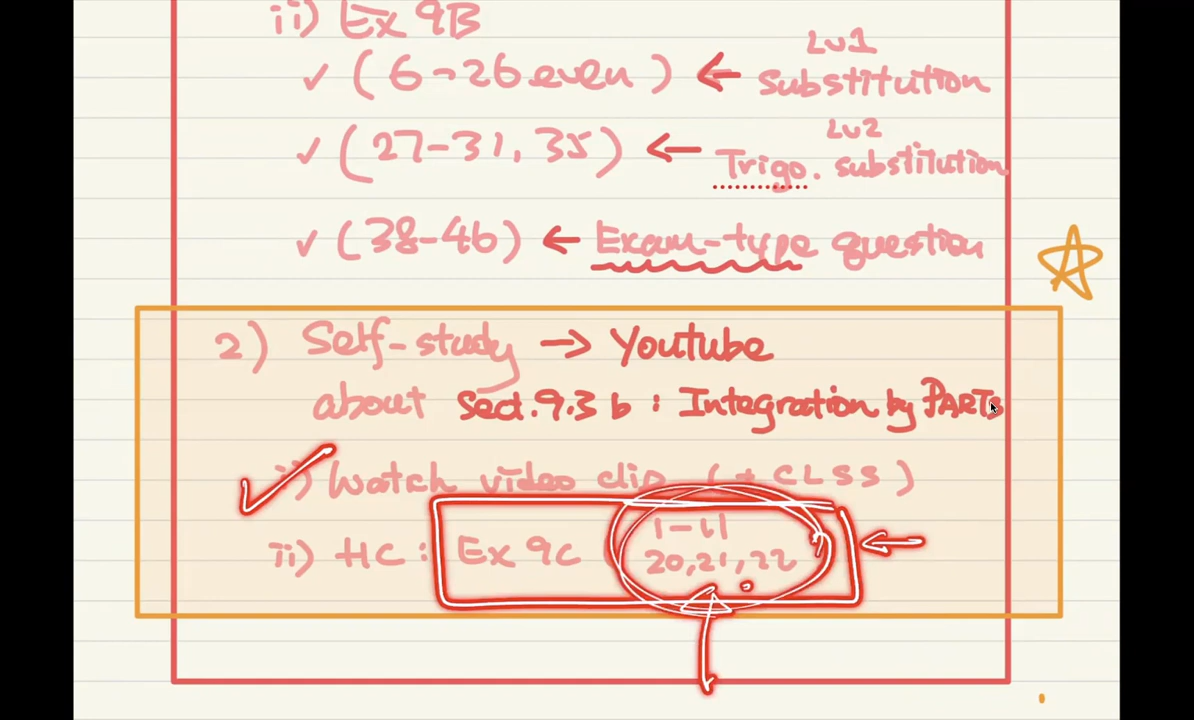 ii) Ex 9B
✓ (6-26 even) ← Lv1 Substitution
✓ (27-31, 35) ← Lv2 Trigo. substitution
✓ (38-46) ← Exam-type question
2) Self-study → Youtube
about Sect. 9.3 b : Integration by PARTs
i) Watch video clip (+ CLSS)
ii) HC : Ex 9C ( 1-11
20, 21, 22